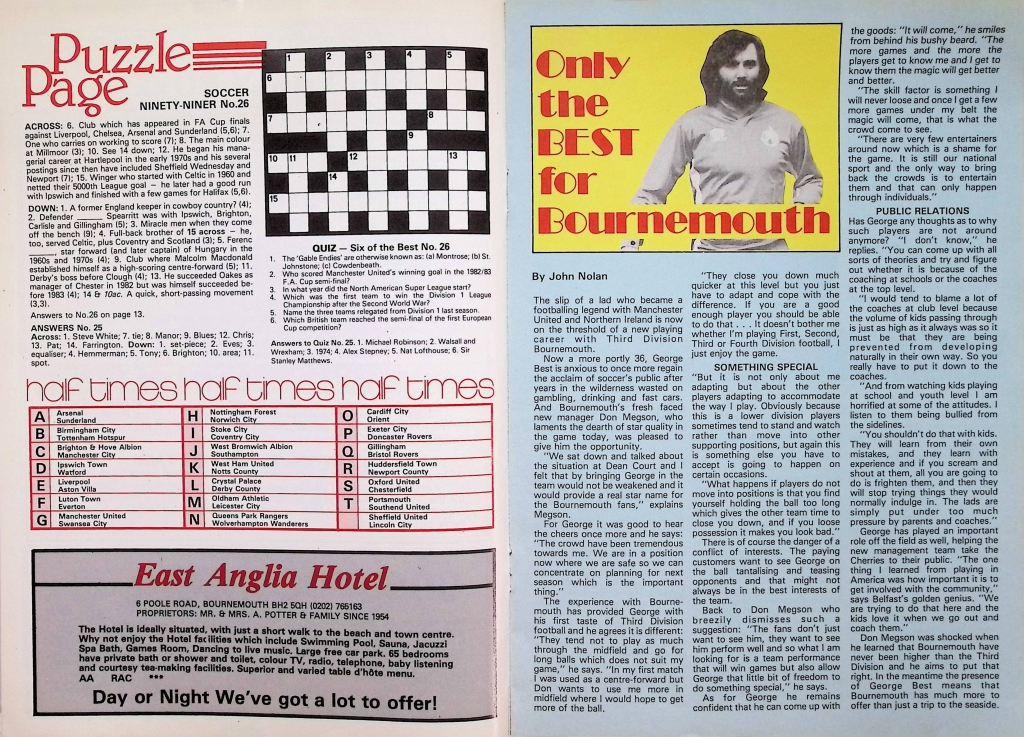 Puzzle
Page
SOCCER
NINETY-NINER No.26
ACROSS: 6. Club which has appeared in FA Cup finals
against Liverpool, Chelsea, Arsenal and Sunderland (5,6); 7.
One who carries on working to score (7); 8. The main colour
at Millmoor (3); 10. See 14 down; 12. He began his mana-
gerial career at Hartlepool in the early 1970s and his several
postings since then have included Sheffield Wednesday and
Newport (7); 15. Winger who started with Celtic in 1960 and
netted their 5000th League goal — he later had a good run
with Ipswich and finished with a few games for Halifax (5,6).
DOWN: 1. A former England keeper in cowboy country? (4);
2. Defender ______ Spearritt was with Ipswich, Brighton,
Carlisle and Gillingham (5); 3. Miracle men when they come
off the bench (9); 4. Full-back brother of 15 across — he,
too, served Celtic, plus Coventry and Scotland (3); 5. Ferenc
______, star forward (and later captain) of Hungary in the
1960s and 1970s (4); 9. Club where Malcolm Macdonald
established himself as a high-scoring centre-forward (5); 11.
Derby's boss before Clough (4); 13. He succeeded Oakes as
manager of Chester in 1982 but was himself succeeded be-
fore 1983 (4); 14 & 10ac. A quick, short-passing movement
(3,3).
Answers to No.26 on page 13.
ANSWERS No. 25
Across: 1. Steve White; 7. tie; 8. Manor; 9. Blues; 12. Chris;
13. Pat; 14. Farrington. Down: 1. set-piece; 2. Eves; 3.
equaliser; 4. Hemmerman; 5. Tony; 6. Brighton; 10. area; 11.
spot.
1
2
3
4
5
6
7
8
9
10
11
12
13
14
15
QUIZ — Six of the Best No. 26
1. The 'Gable Endies' are otherwise known as: (a) Montrose; (b) St.
Johnstone; (c) Cowdenbeath.
2. Who scored Manchester United's winning goal in the 1982/83
F.A. Cup semi-final?
3. In what year did the North American Super League start?
4. Which was the first team to win the Division 1 League
Championship after the Second World War?
5. Name the three teams relegated from Division 1 last season.
6. Which British team reached the semi-final of the first European
Cup competition?
Answers to Quiz No 25. 1. Michael Robinson; 2. Walsall and
Wrexham; 3. 1974; 4. Alex Stepney; 5. Nat Lofthouse; 6. Sir
Stanley Matthews.
half times half times half times
A Arsenal
Sunderland
B Birmingham City
Tottenham Hotspur
C Brighton & Hove Albion
Manchester City
D Ipswich Town
Watford
E Liverpool
Aston Villa
F Luton Town
Everton
G Manchester United
Swansea City
H Nottingham Forest
Norwich City
I Stoke City
Coventry City
J West Bromwich Albion
Southampton
K West Ham United
Notts County
L Crystal Palace
Derby County
M Oldham Athletic
Leicester City
N Queens Park Rangers
Wolverhampton Wanderers
O Cardiff City
Orient
P Exeter City
Doncaster Rovers
Q Gillingham
Bristol Rovers
R Huddersfield Town
Newport County
S Oxford United
Chesterfield
T Portsmouth
Southend United
Sheffield United
Lincoln City
East Anglia Hotel
6 POOLE ROAD, BOURNEMOUTH BH2 5QH (0202) 765163
PROPRIETORS: MR. & MRS. A. POTTER & FAMILY SINCE 1954
The Hotel is ideally situated, with just a short walk to the beach and town centre.
Why not enjoy the Hotel facilities which include Swimming Pool, Sauna, Jacuzzi
Spa Bath, Games Room, Dancing to live music. Large free car park. 65 bedrooms
have private bath or shower and toilet, colour TV, radio, telephone, baby listening
and courtesy tea-making facilities. Superior and varied table d'hôte menu.
AA RAC ***
Day or Night We've got a lot to offer!
Only
the
BEST
for
Bournemouth
By John Nolan
The slip of a lad who became a
footballing legend with Manchester
United and Northern Ireland is now
on the threshold of a new playing
career with Third Division
Bournemouth.
Now a more portly 36, George
Best is anxious to once more regain
the acclaim of soccer's public after
years in the wilderness wasted on
gambling, drinking and fast cars.
And Bournemouth's fresh faced
new manager Don Megson, who
laments the dearth of star quality in
the game today, was pleased to
give him the opportunity.
"We sat down and talked about
the situation at Dean Court and I
felt that by bringing George in the
team would not be weakened and it
would provide a real star name for
the Bournemouth fans," explains
Megson.
For George it was good to hear
the cheers once more and he says:
"The crowd have been tremendous
towards me. We are in a position
now where we are safe so we can
concentrate on planning for next
season which is the important
thing."
The experience with Bourne-
mouth has provided George with
his first taste of Third Division
football and he agrees it is different:
"They tend not to play as much
through the midfield and go for
long balls which does not suit my
game," he says. "In my first match
I was used as a centre-forward but
Don wants to use me more in
midfield where I would hope to get
more of the ball.
"They close you down much
quicker at this level but you just
have to adapt and cope with the
difference. If you are a good
enough player you should be able
to do that . . . It doesn't bother me
whether I'm playing First, Second,
Third or Fourth Division football, I
just enjoy the game.
SOMETHING SPECIAL
"But it is not only about me
adapting but about the other
players adapting to accommodate
the way I play. Obviously because
this is a lower division players
sometimes tend to stand and watch
rather than move into other
supporting positions, but again this
is something else you have to
accept is going to happen on
certain occasions.
"What happens if players do not
move into positions is that you find
yourself holding the ball too long
which gives the other team time to
close you down, and if you loose
possession it makes you look bad."
There is of course the danger of a
conflict of interests. The paying
customers want to see George on
the ball tantalising and teasing
opponents and that might not
always be in the best interests of
the team.
Back to Don Megson who
breezily dismisses such a
suggestion: "The fans don't just
want to see him, they want to see
him perform well and so what I am
looking for is a team performance
that will win games but also allow
George that little bit of freedom to
do something special," he says.
As for George he remains
confident that he can come up with
the goods: "It will come," he smiles
from behind his bushy beard. "The
more games and the more the
players get to know me and I get to
know them the magic will get better
and better.
"The skill factor is something I
will never loose and once I get a few
more games under my belt the
magic will come, that is what the
crowd come to see.
"There are very few entertainers
around now which is a shame for
the game. It is still our national
sport and the only way to bring
back the crowds is to entertain
them and that can only happen
through individuals."
PUBLIC RELATIONS
Has George any thoughts as to why
such players are not around
anymore? "I don't know," he
replies. "You can come up with all
sorts of theories and try and figure
out whether it is because of the
coaching at schools or the coaches
at the top level.
"I would tend to blame a lot of
the coaches at club level because
the volume of kids passing through
is just as high as it always was so it
must be that they are being
prevented from developing
naturally in their own way. So you
really have to put it down to the
coaches.
"And from watching kids playing
at school and youth level I am
horrified at some of the attitudes. I
listen to them being bullied from
the sidelines.
"You shouldn't do that with kids.
They will learn from their own
mistakes, and they learn with
experience and if you scream and
shout at them, all you are going to
do is frighten them, and then they
will stop trying things they would
normally indulge in. The lads are
simply put under too much
pressure by parents and coaches."
George has played an important
role off the field as well, helping the
new management team take the
Cherries to their public. "The one
thing I learned from playing in
America was how important it is to
get involved with the community,"
says Belfast's golden genius. "We
are trying to do that here and the
kids love it when we go out and
coach them."
Don Megson was shocked when
he learned that Bournemouth have
never been higher than the Third
Division and he aims to put that
right. In the meantime the presence
of George Best means that
Bournemouth has much more to
offer than just a trip to the seaside.